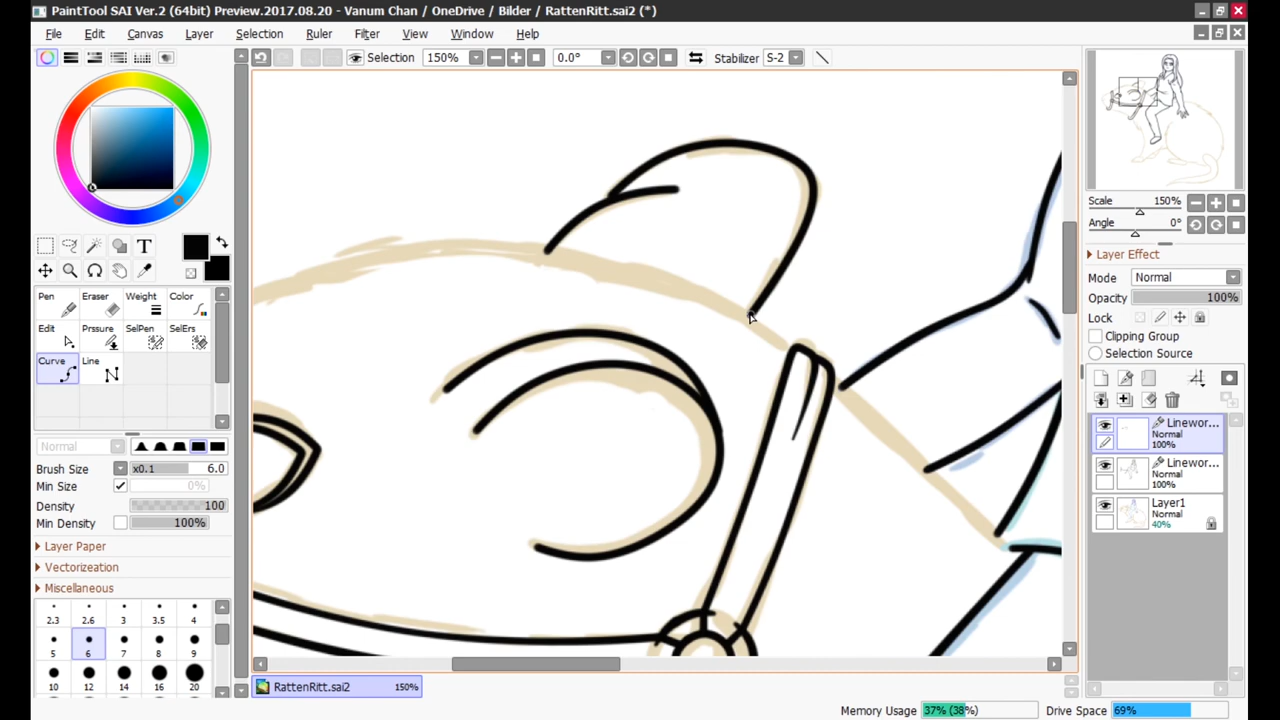 PaintTool SAI Ver.2 (64bit) Preview.2017.08.20 - Vanum Chan / OneDrive / Bilder / RattenRitt.sai2 (*)
File Edit Canvas Layer Selection Ruler Filter View Window Help
Selection 150% 0.0° Stabilizer S-2
Scale 150%
Angle 0°
T
Layer Effect
Mode Normal
Opacity 100%
Lock
Clipping Group
Selection Source
Pen Eraser Weight Color
Edit Prssure SelPen SelErs
Curve Line
Normal
Brush Size x0.1 6.0
Min Size 0%
Density 100
Min Density 100%
Layer Paper
Vectorization
Miscellaneous
2.3 2.6 3 3.5 4
5 6 7 8 9
10 12 14 16 20
Linewor...
Normal
100%
Linewor...
Normal
100%
Layer1
Normal
40%
RattenRitt.sai2 150%
Memory Usage 37% (38%) Drive Space 69%